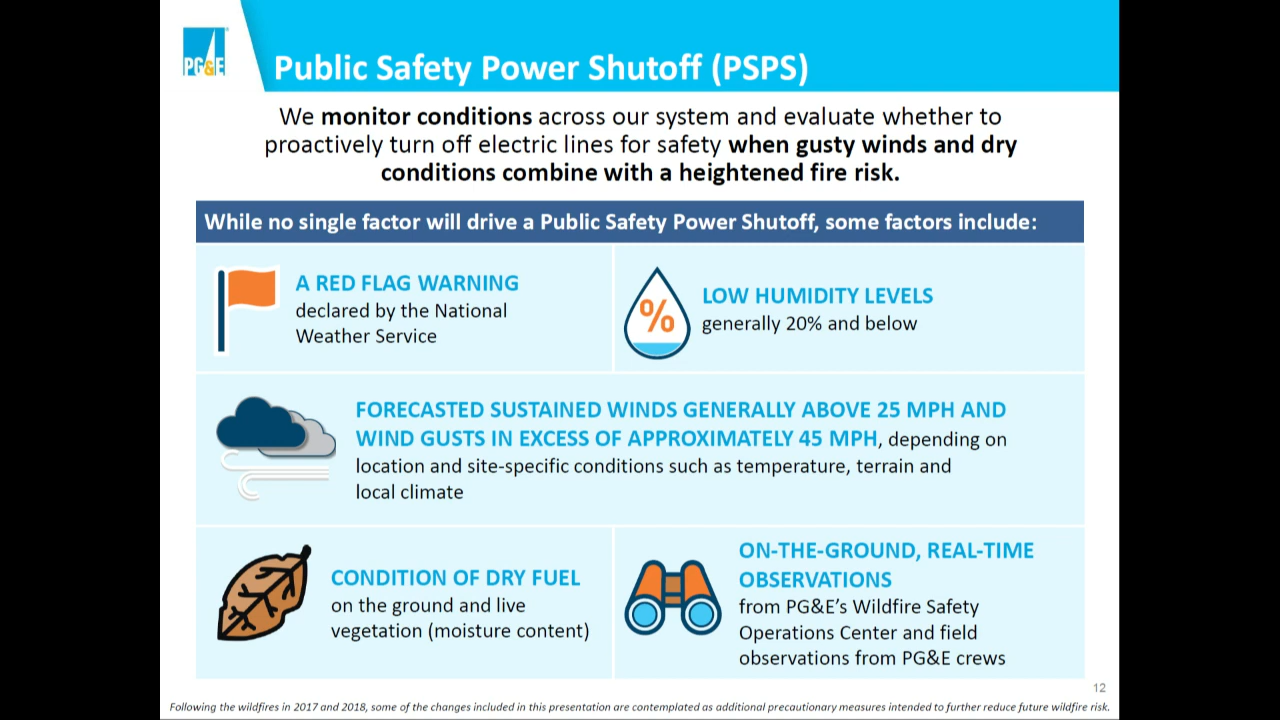 PG&E
Public Safety Power Shutoff (PSPS)
We monitor conditions across our system and evaluate whether to
proactively turn off electric lines for safety when gusty winds and dry
conditions combine with a heightened fire risk.
While no single factor will drive a Public Safety Power Shutoff, some factors include:
A RED FLAG WARNING
declared by the National
Weather Service
%
LOW HUMIDITY LEVELS
generally 20% and below
FORECASTED SUSTAINED WINDS GENERALLY ABOVE 25 MPH AND
WIND GUSTS IN EXCESS OF APPROXIMATELY 45 MPH, depending on
location and site-specific conditions such as temperature, terrain and
local climate
CONDITION OF DRY FUEL
on the ground and live
vegetation (moisture content)
ON-THE-GROUND, REAL-TIME
OBSERVATIONS
from PG&E’s Wildfire Safety
Operations Center and field
observations from PG&E crews
12
Following the wildfires in 2017 and 2018, some of the changes included in this presentation are contemplated as additional precautionary measures intended to further reduce future wildfire risk.